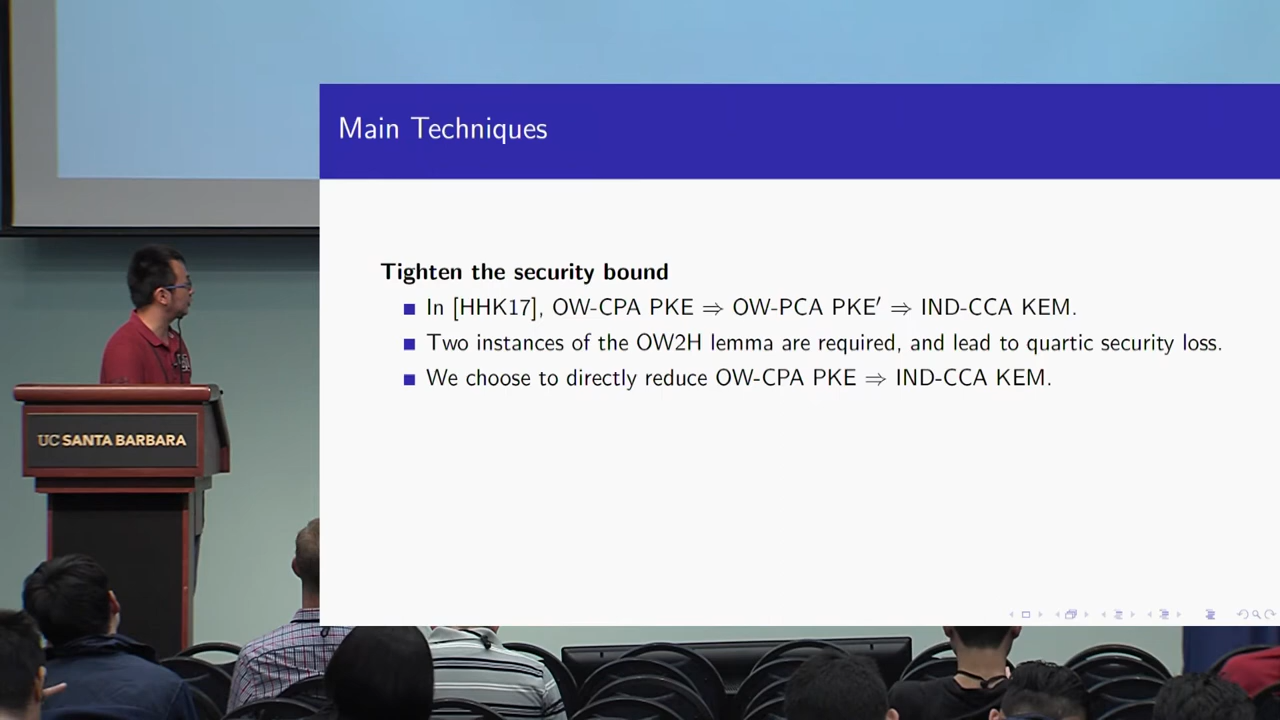 Main Techniques
Tighten the security bound
In [HHK17], OW-CPA PKE ⇒ OW-PCA PKE′ ⇒ IND-CCA KEM.
Two instances of the OW2H lemma are required, and lead to quartic security loss.
We choose to directly reduce OW-CPA PKE ⇒ IND-CCA KEM.
UC SANTA BARBARA